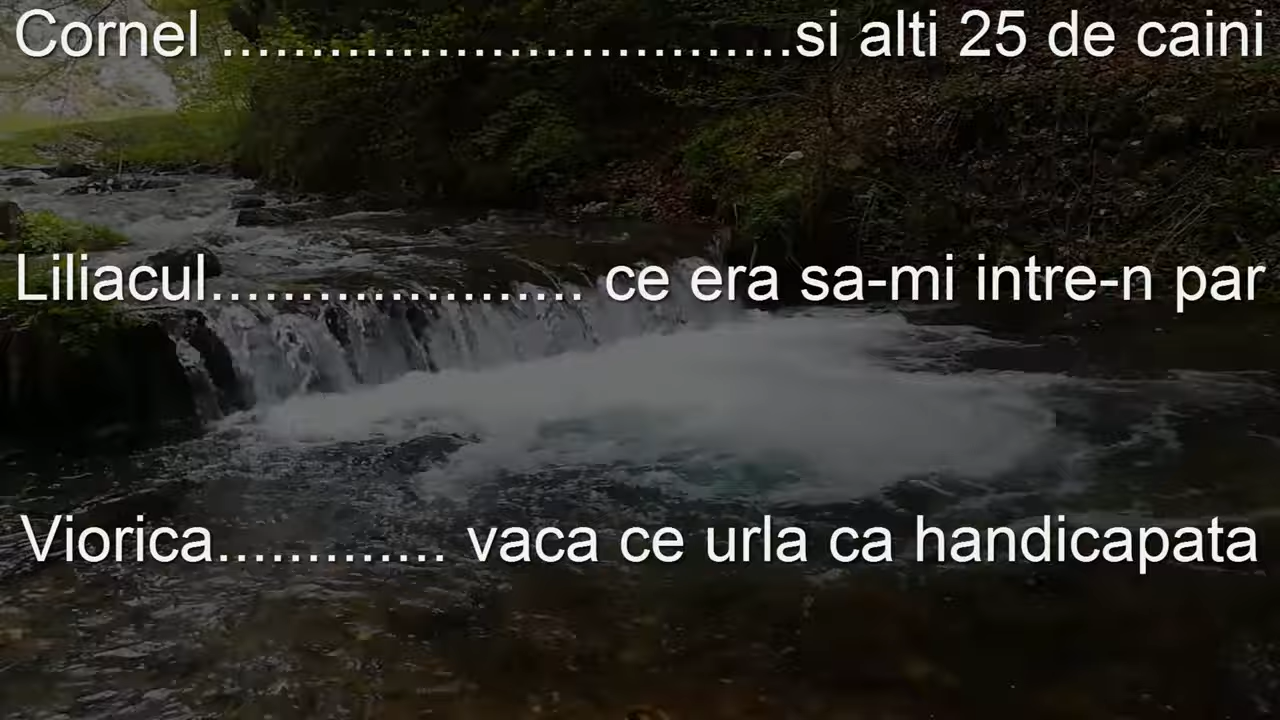 Cornel ................................si alti 25 de caini
Liliacul..................... ce era sa-mi intre-n par
Viorica............. vaca ce urla ca handicapata